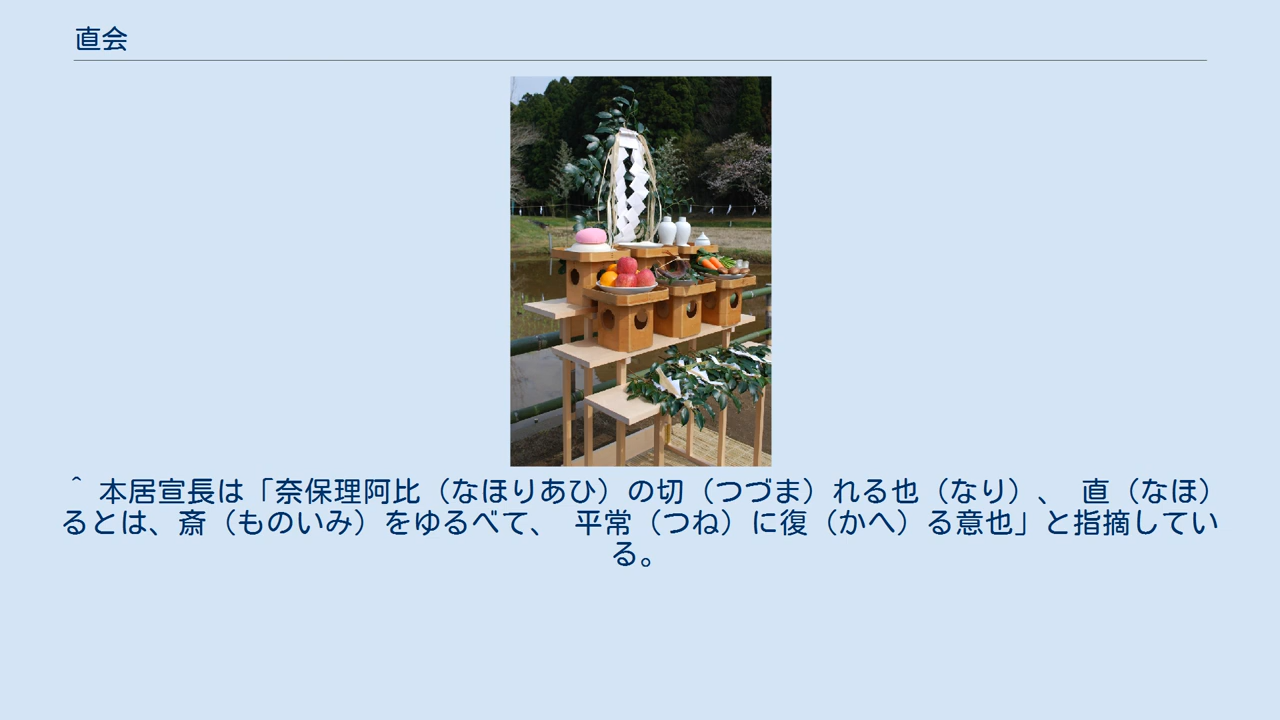 直会
^ 本居宣長は「奈保理阿比（なほりあひ）の切（つづま）れる也（なり）、 直（なほ）
るとは、斎（ものいみ）をゆるべて、 平常（つね）に復（かへ）る意也」と指摘してい
る。